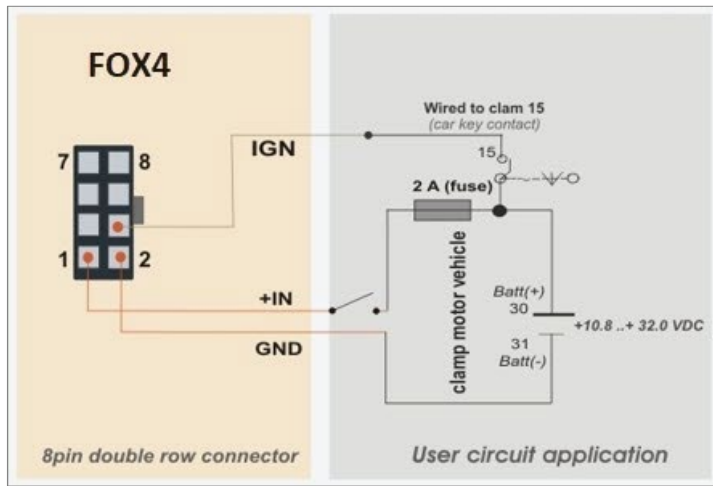 FOX4
Wired to clam 15
(car key contact)
IGN
15
7
8
2 A (fuse)
1
2
+IN
GND
clamp motor vehicle
Batt(+)
30
+10.8 ..+ 32.0 VDC
31
Batt(-)
8pin double row connector
User circuit application